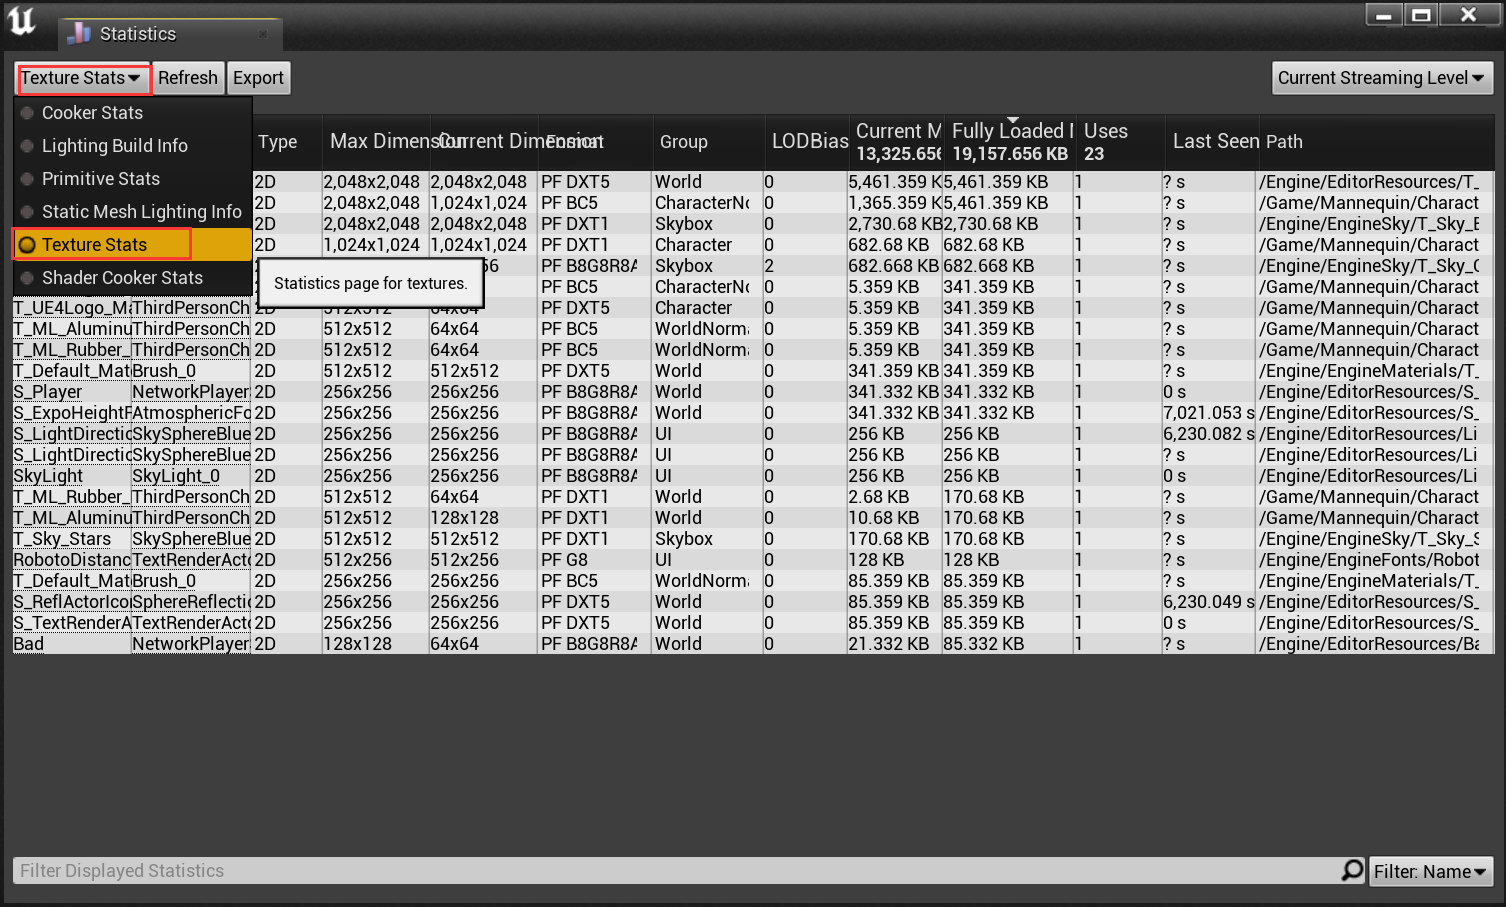 Statistics
Texture Stats Refresh Export Current Streaming Level
Cooker Stats
Lighting Build Info
Primitive Stats
Static Mesh Lighting Info
Texture Stats
Shader Cooker Stats
Statistics page for textures.
Type Max Dimension Current Dimension Format Group LODBias Current M Fully Loaded Uses Last Seen Path
13,325.656 19,157.656 KB 23
2D 2,048x2,048 2,048x2,048 PF DXT5 World 0 5,461.359 K 5,461.359 KB 1 ? s /Engine/EditorResources/T_
2D 2,048x2,048 1,024x1,024 PF BC5 CharacterNo 0 1,365.359 K 5,461.359 KB 1 ? s /Game/Mannequin/Charact
2D 2,048x2,048 2,048x2,048 PF DXT1 Skybox 0 2,730.68 K 2,730.68 KB 1 ? s /Engine/EngineSky/T_Sky_
2D 1,024x1,024 1,024x1,024 PF DXT1 Character 0 682.68 KB 682.68 KB 1 ? s /Game/Mannequin/Charact
6 PF B8G8R8A Skybox 2 682.668 KB 682.668 KB 1 ? s /Engine/EngineSky/T_Sky_
PF BC5 CharacterNo 0 5.359 KB 341.359 KB 1 ? s /Game/Mannequin/Charact
T_UE4Logo_Ma ThirdPersonCh 2D 512x512 64x64 PF DXT5 Character 0 5.359 KB 341.359 KB 1 ? s /Game/Mannequin/Charact
T_ML_Aluminu ThirdPersonCh 2D 512x512 64x64 PF BC5 WorldNorma 0 5.359 KB 341.359 KB 1 ? s /Game/Mannequin/Charact
T_ML_Rubber_ ThirdPersonCh 2D 512x512 64x64 PF BC5 WorldNorma 0 5.359 KB 341.359 KB 1 ? s /Game/Mannequin/Charact
T_Default_Mat Brush_0 2D 512x512 512x512 PF DXT5 World 0 341.359 KB 341.359 KB 1 ? s /Engine/EngineMaterials/T_
S_Player NetworkPlayer 2D 256x256 256x256 PF B8G8R8A World 0 341.332 KB 341.332 KB 1 0 s /Engine/EditorResources/S_
S_ExpoHeightF AtmosphericFo 2D 256x256 256x256 PF B8G8R8A World 0 341.332 KB 341.332 KB 1 7,021.053 s /Engine/EditorResources/S_
S_LightDirectio SkySphereBlue 2D 256x256 256x256 PF B8G8R8A UI 0 256 KB 256 KB 1 6,230.082 s /Engine/EditorResources/Li
S_LightDirectio SkySphereBlue 2D 256x256 256x256 PF B8G8R8A UI 0 256 KB 256 KB 1 ? s /Engine/EditorResources/Li
SkyLight SkyLight_0 2D 256x256 256x256 PF B8G8R8A UI 0 256 KB 256 KB 1 0 s /Engine/EditorResources/Li
T_ML_Rubber_ ThirdPersonCh 2D 512x512 64x64 PF DXT1 World 0 2.68 KB 170.68 KB 1 ? s /Game/Mannequin/Charact
T_ML_Aluminu ThirdPersonCh 2D 512x512 128x128 PF DXT1 World 0 10.68 KB 170.68 KB 1 ? s /Game/Mannequin/Charact
T_Sky_Stars SkySphereBlue 2D 512x512 512x512 PF DXT1 Skybox 0 170.68 KB 170.68 KB 1 ? s /Engine/EngineSky/T_Sky_S
RobotoDistanc TextRenderActo 2D 512x256 512x256 PF G8 UI 0 128 KB 128 KB 1 ? s /Engine/EngineFonts/Robot
T_Default_Mat Brush_0 2D 256x256 256x256 PF BC5 WorldNorma 0 85.359 KB 85.359 KB 1 ? s /Engine/EngineMaterials/T_
S_ReflActorIco SphereReflectio 2D 256x256 256x256 PF DXT5 World 0 85.359 KB 85.359 KB 1 6,230.049 s /Engine/EditorResources/S_
S_TextRenderA TextRenderActo 2D 256x256 256x256 PF DXT5 World 0 85.359 KB 85.359 KB 1 0 s /Engine/EditorResources/S_
Bad NetworkPlayer 2D 128x128 64x64 PF B8G8R8A World 0 21.332 KB 85.332 KB 1 ? s /Engine/EditorResources/Ba
Filter Displayed Statistics Filter: Name